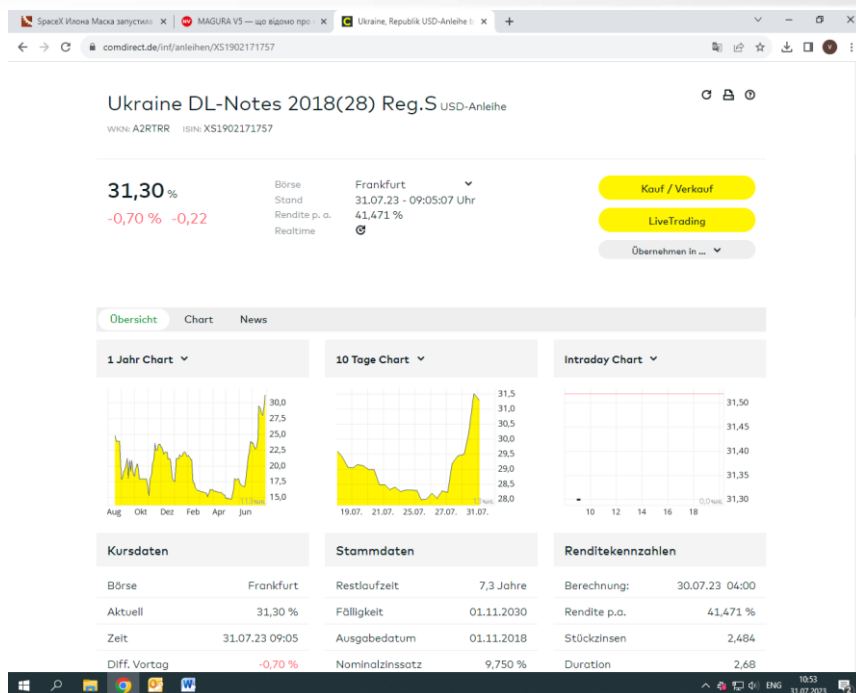 SpaceX Илона Маска запустила
MAGURA V5 — що відомо про
Ukraine, Republik USD-Anleihe b
comdirect.de/inf/anleihen/XS1902171757
V
Ukraine DL-Notes 2018(28) Reg.S USD-Anleihe
WKN: A2RTRR ISIN: XS1902171757
31,30 %
-0,70 % -0,22
Börse Frankfurt
Stand 31.07.23 - 09:05:07 Uhr
Rendite p. a. 41,471 %
Realtime
Kauf / Verkauf
LiveTrading
Übernehmen in ...
Übersicht Chart News
1 Jahr Chart
30,0
27,5
25,0
22,5
20,0
17,5
15,0
Aug Okt Dez Feb Apr Jun
10 Tage Chart
31,5
31,0
30,5
30,0
29,5
29,0
28,5
28,0
19.07. 21.07. 25.07. 27.07. 31.07.
Intraday Chart
31,50
31,45
31,40
31,35
31,30
10 12 14 16 18
Kursdaten
Börse Frankfurt
Aktuell 31,30 %
Zeit 31.07.23 09:05
Diff. Vortag -0,70 %
Stammdaten
Restlaufzeit 7,3 Jahre
Fälligkeit 01.11.2030
Ausgabedatum 01.11.2018
Nominalzinssatz 9,750 %
Renditekennzahlen
Berechnung: 30.07.23 04:00
Rendite p.a. 41,471 %
Stückzinsen 2,484
Duration 2,68
ENG
10:53
31.07.2023